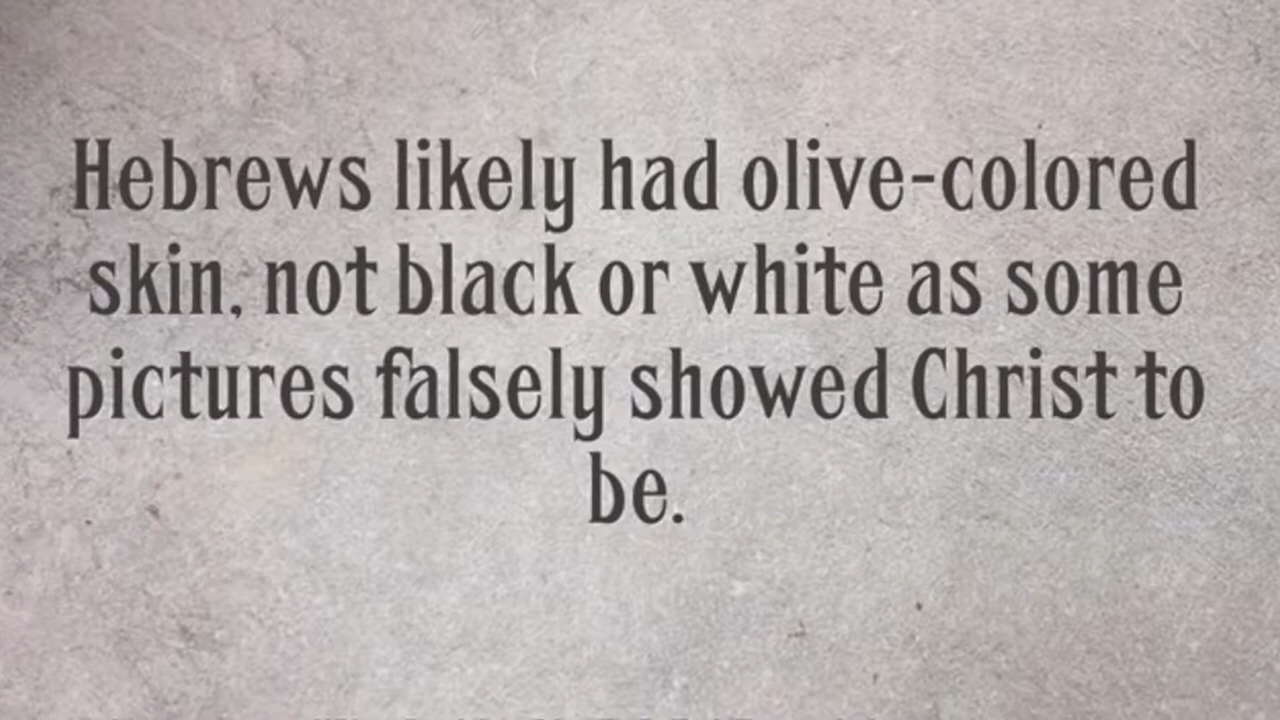 Hebrews likely had olive-colored
skin, not black or white as some
pictures falsely showed Christ to
be.